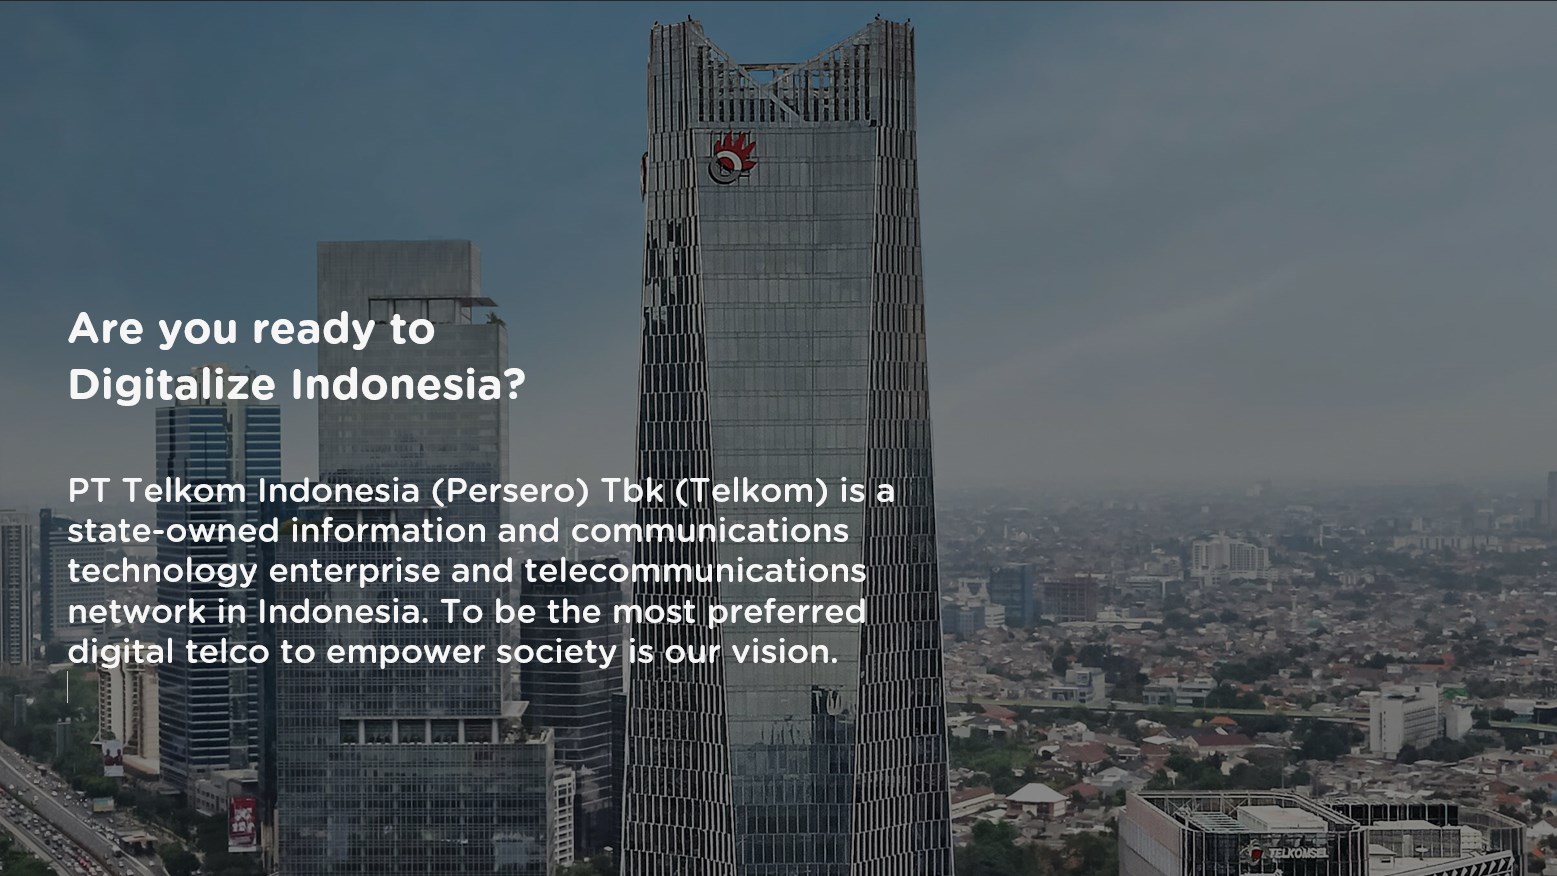 Are you ready to
Digitalize Indonesia?
PT Telkom Indonesia (Persero) Tbk (Telkom) is a
state-owned information and communications
technology enterprise and telecommunications
network in Indonesia. To be the most preferred
digital telco to empower society is our vision.
TELKOMSEL